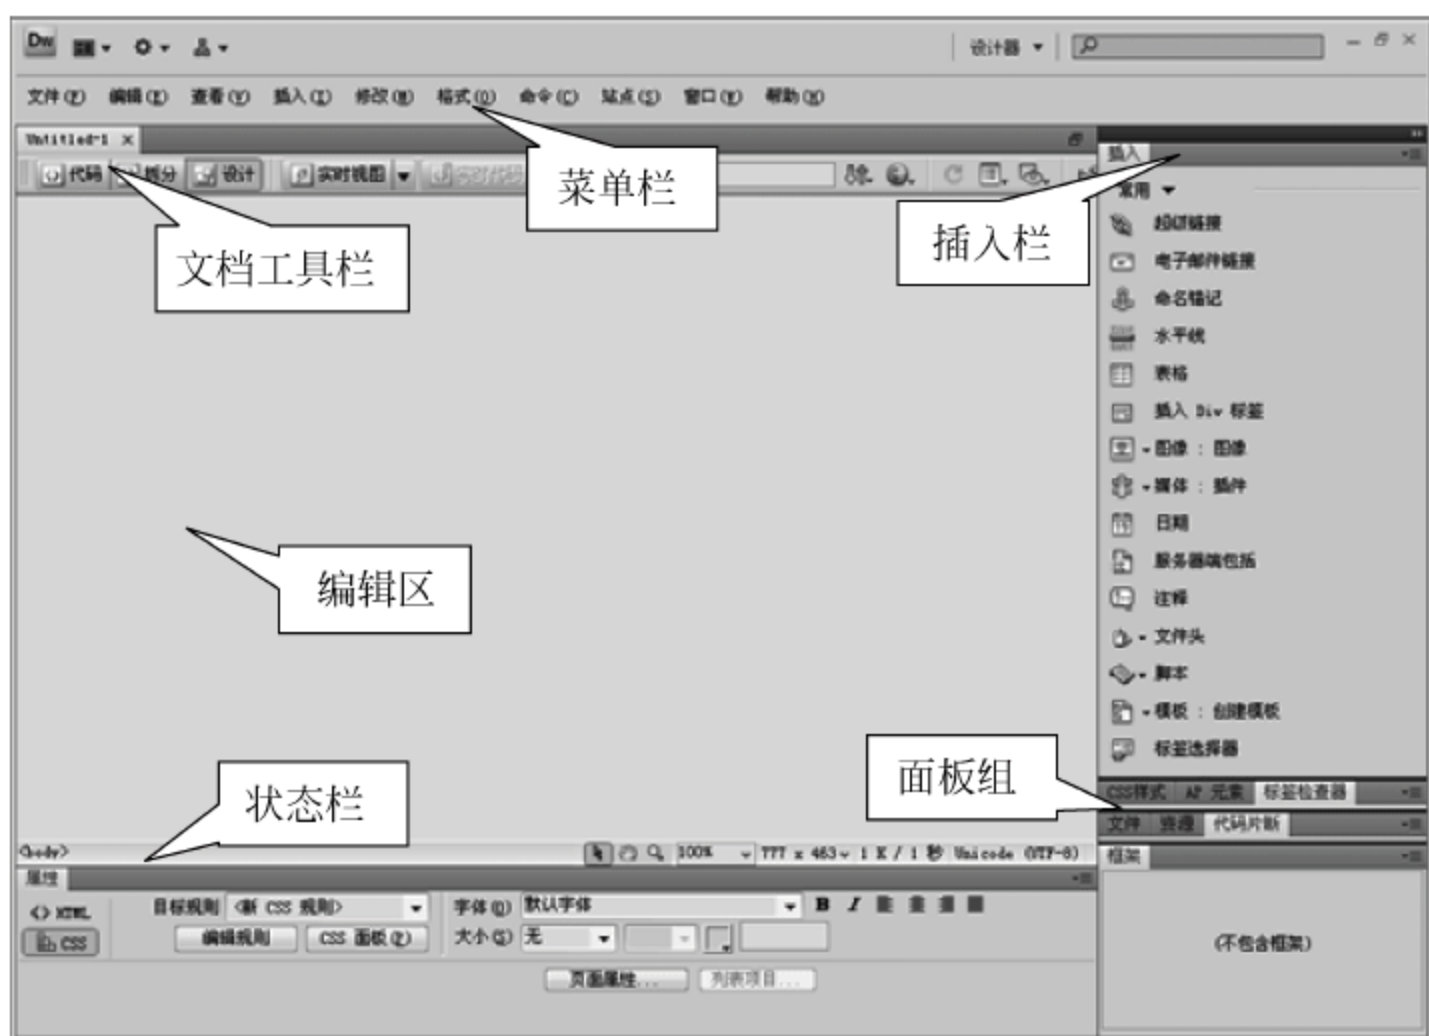 Dw
设计器
文件(F) 编辑(E) 查看(V) 插入(I) 修改(M) 格式(O) 命令(C) 站点(S) 窗口(W) 帮助(H)
Untitled-1 ×
代码 拆分 设计 实时视图
菜单栏
文档工具栏
插入栏
编辑区
状态栏
面板组
插入
常用
超级链接
电子邮件链接
命名锚记
水平线
表格
插入 Div 标签
图像 : 图像
媒体 : 插件
日期
服务器端包括
注释
文件头
脚本
模板 : 创建模板
标签选择器
CSS样式 AP 元素 标签检查器
文件 资源 代码片断
框架
(不包含框架)
<body>
100% 777 x 463 1 K / 1 秒 Unicode (UTF-8)
属性
<> HTML 目标规则 <新 CSS 规则> 字体(O) 默认字体 B I
CSS 编辑规则 CSS 面板(P) 大小(S) 无
页面属性... 列表项目...